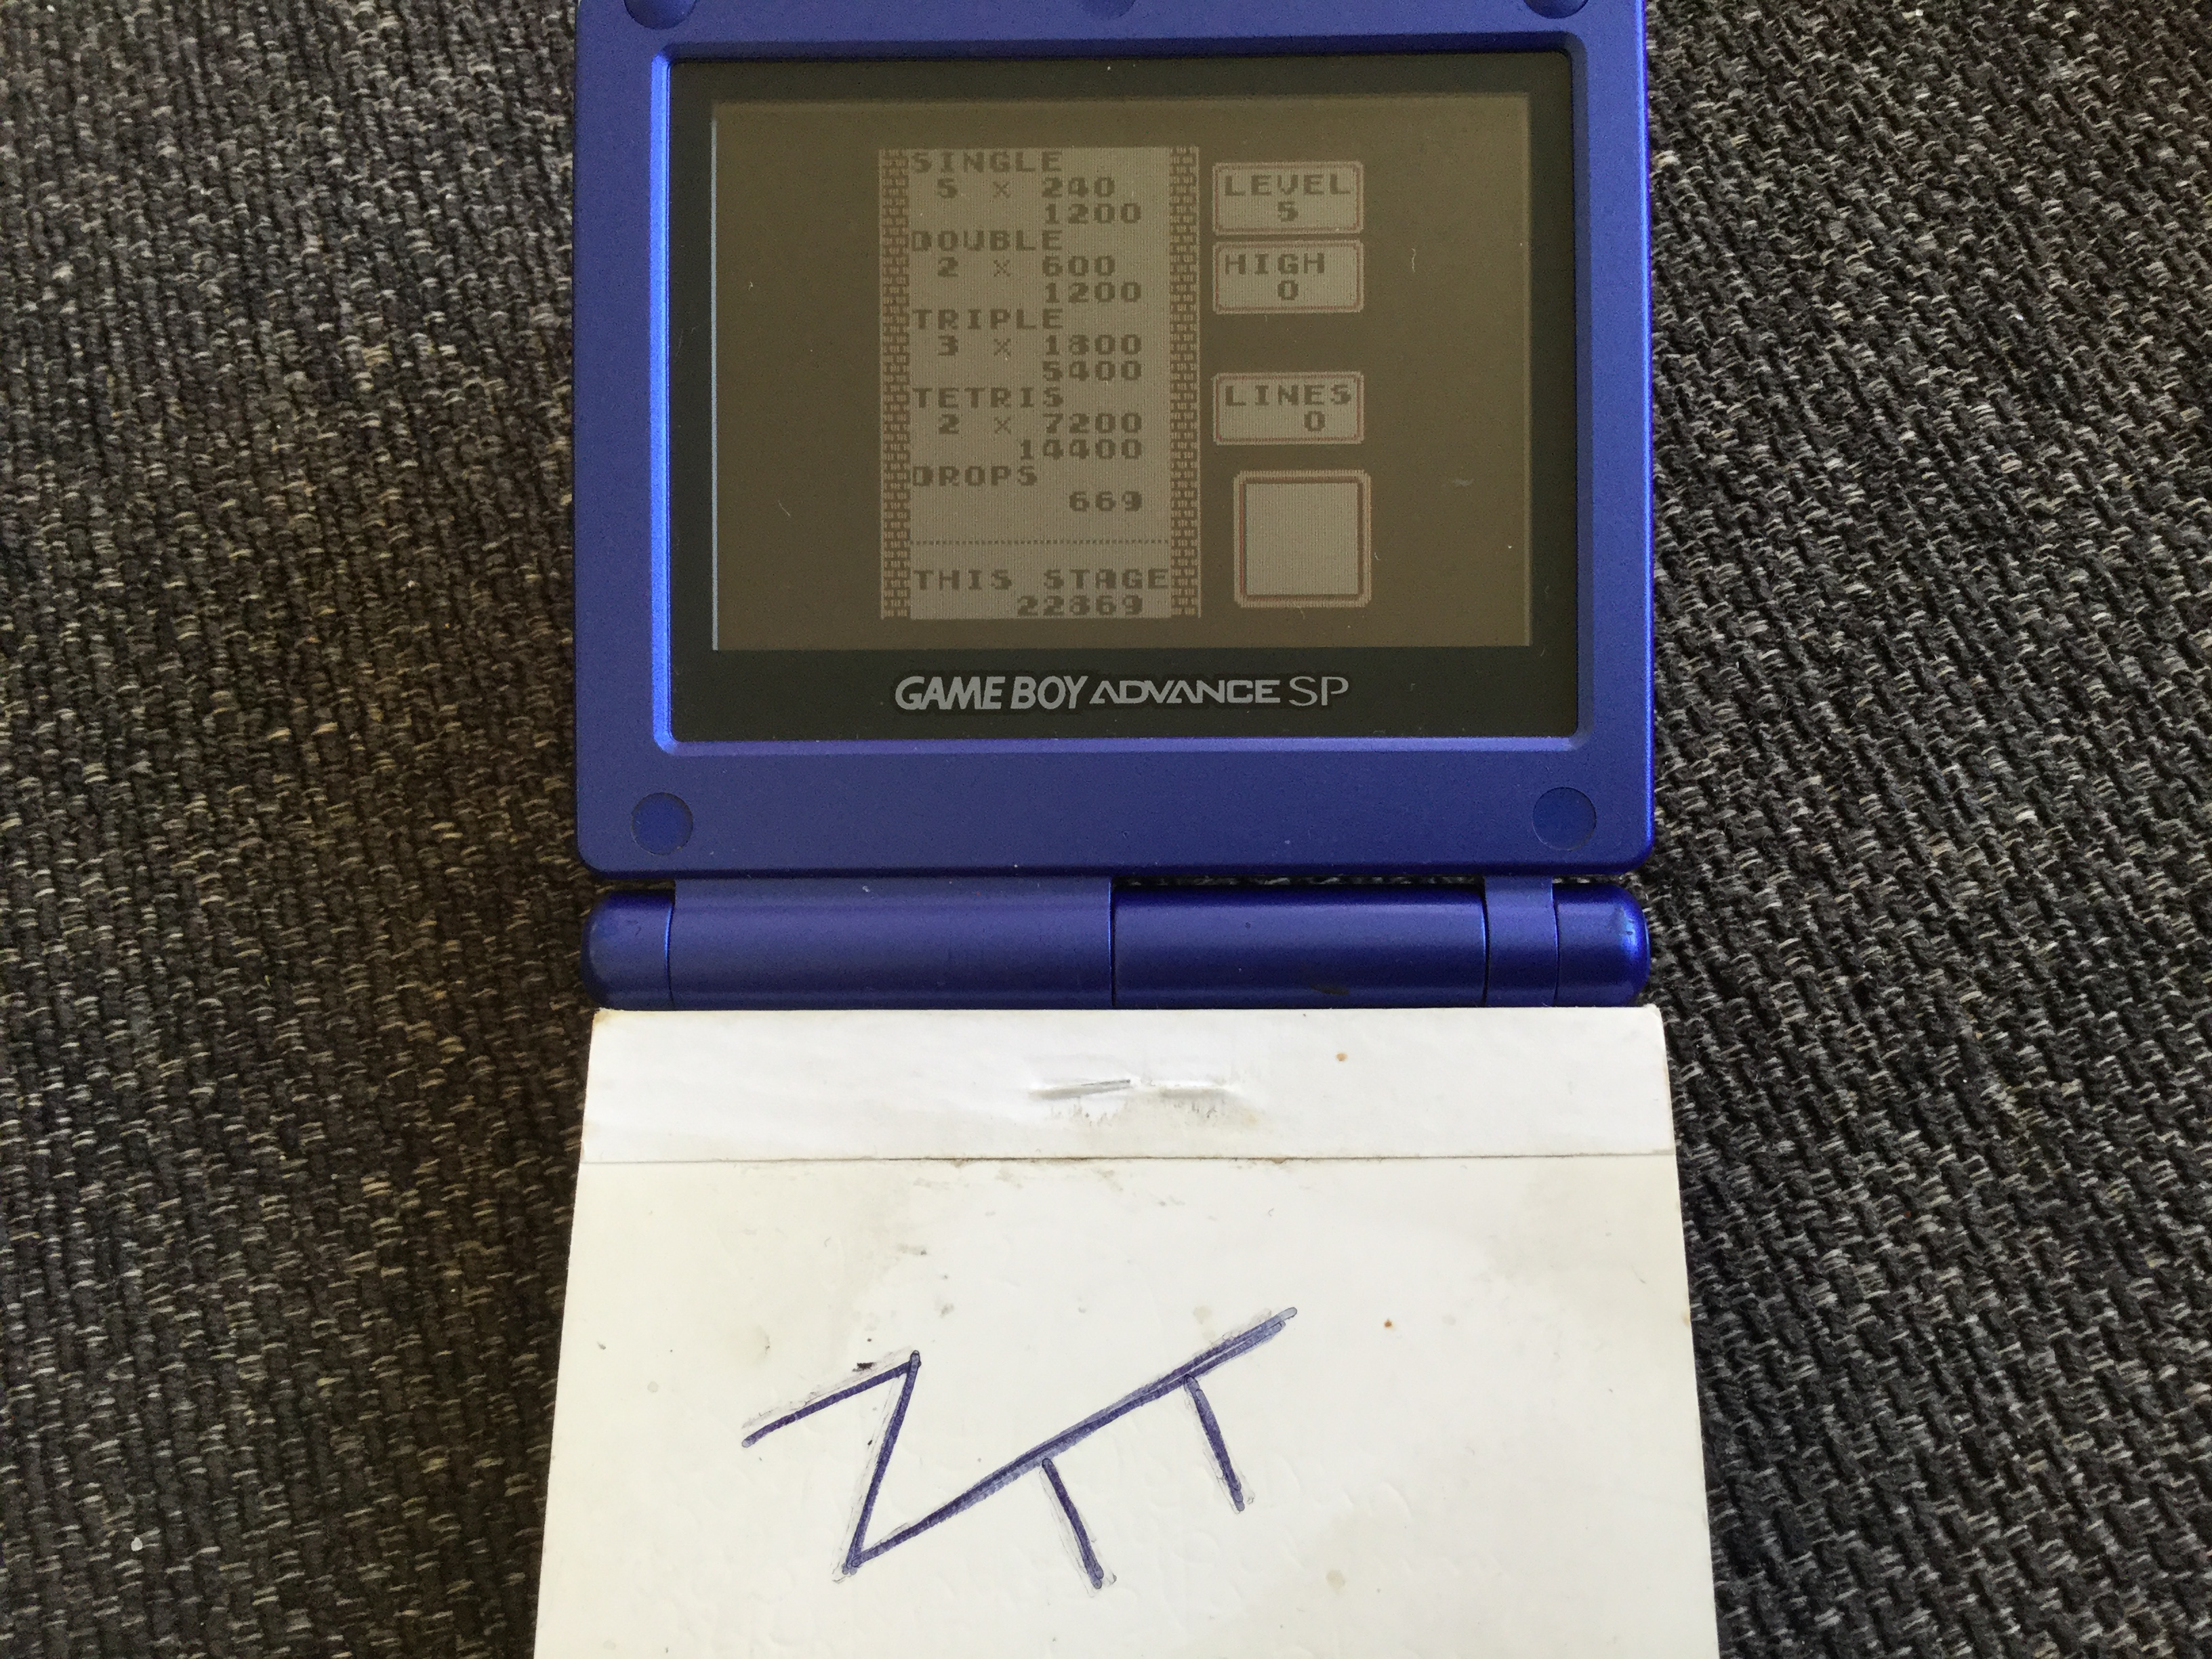 SINGLE
5 × 240
1200
DOUBLE
2 × 600
1200
TRIPLE
3 × 1800
5400
TETRIS
2 × 7200
14400
DROPS
669
THIS STAGE
22869
LEVEL
5
HIGH
0
LINES
0
GAME BOY ADVANCE SP
ZTT